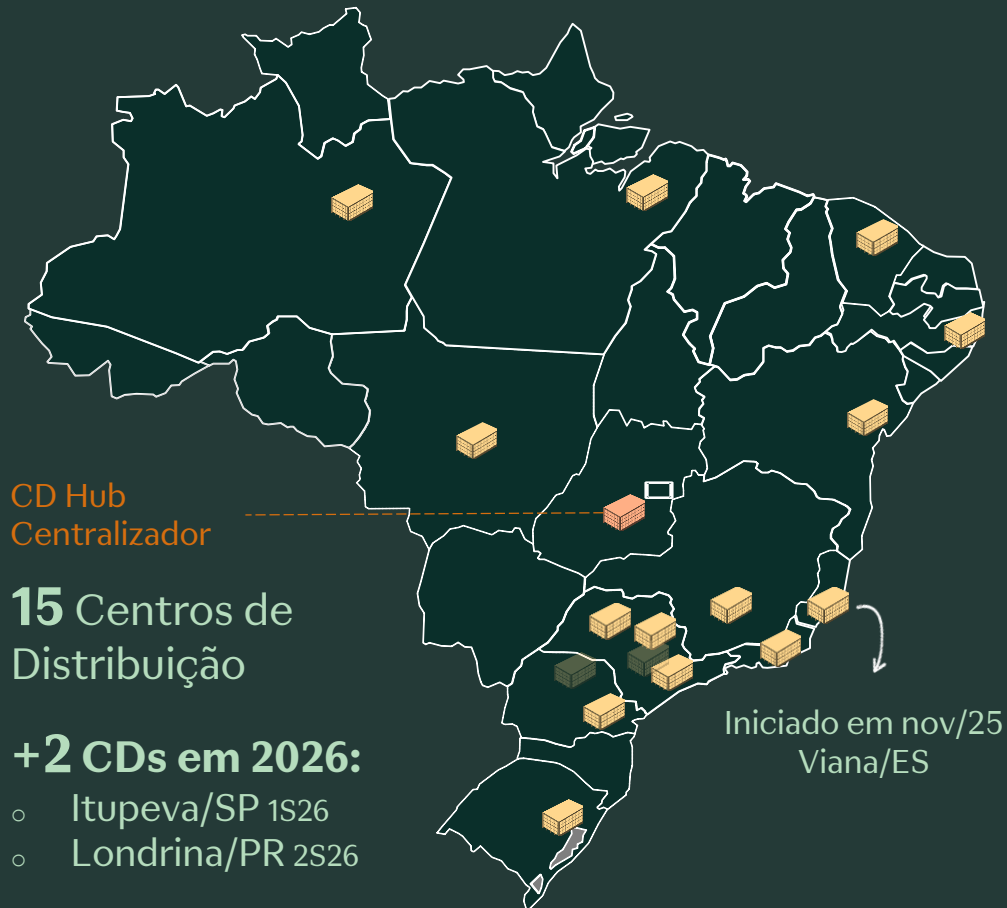 CD Hub
Centralizador
15 Centros de
Distribuição
+2 CDs em 2026:
○ Itupeva/SP 1S26
○ Londrina/PR 2S26
Iniciado em nov/25
Viana/ES